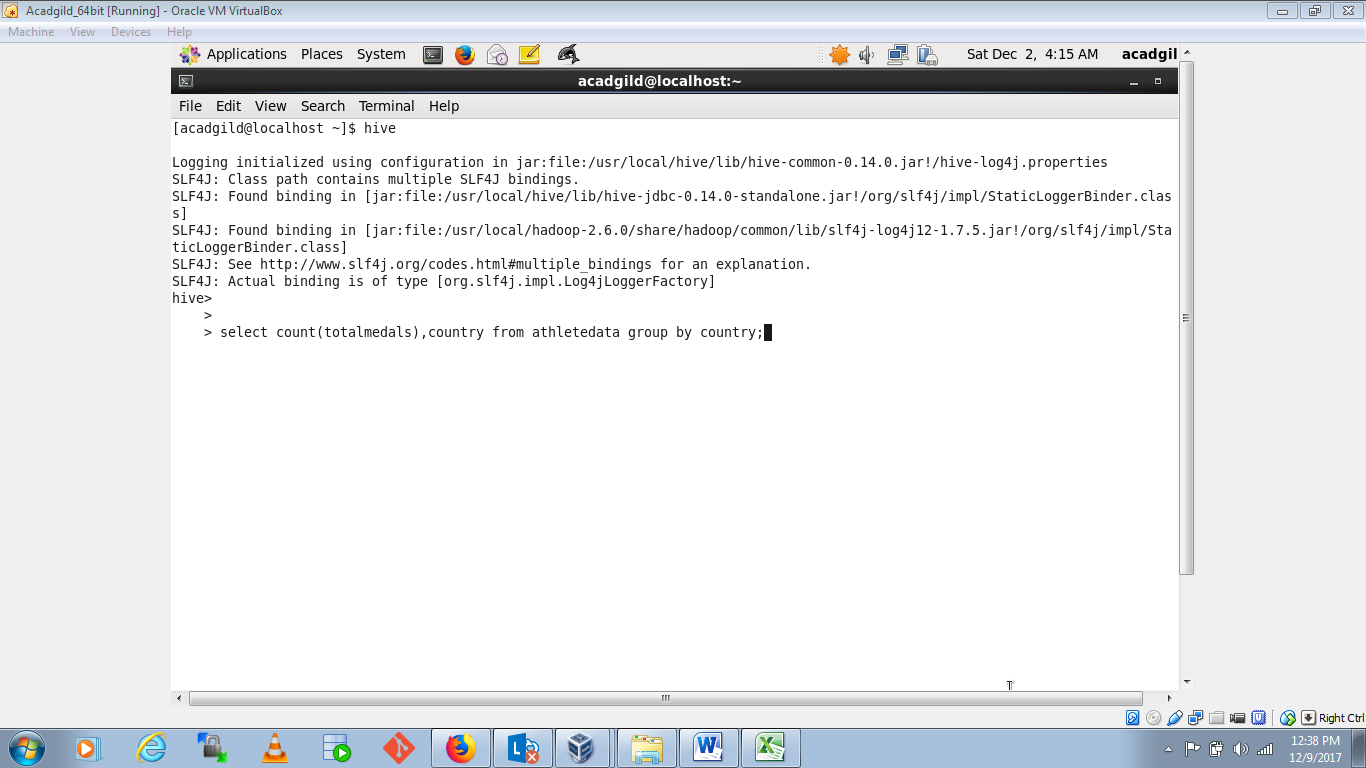 Acadgild_64bit [Running] - Oracle VM VirtualBox
Machine View Devices Help
Applications Places System Sat Dec 2, 4:15 AM acadgil
acadgild@localhost:~
File Edit View Search Terminal Help
[acadgild@localhost ~]$ hive
Logging initialized using configuration in jar:file:/usr/local/hive/lib/hive-common-0.14.0.jar!/hive-log4j.properties
SLF4J: Class path contains multiple SLF4J bindings.
SLF4J: Found binding in [jar:file:/usr/local/hive/lib/hive-jdbc-0.14.0-standalone.jar!/org/slf4j/impl/StaticLoggerBinder.clas
s]
SLF4J: Found binding in [jar:file:/usr/local/hadoop-2.6.0/share/hadoop/common/lib/slf4j-log4j12-1.7.5.jar!/org/slf4j/impl/Sta
ticLoggerBinder.class]
SLF4J: See http://www.slf4j.org/codes.html#multiple_bindings for an explanation.
SLF4J: Actual binding is of type [org.slf4j.impl.Log4jLoggerFactory]
hive>
>
> select count(totalmedals),country from athletedata group by country;
Right Ctrl
12:38 PM
12/9/2017